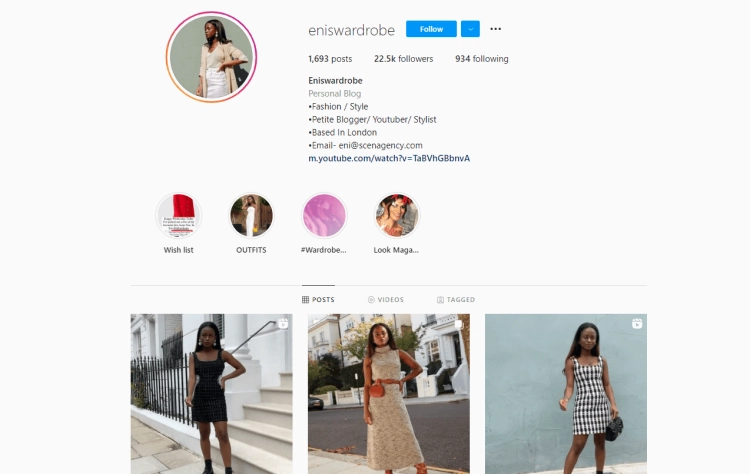 eniswardrobe Follow
1,693 posts 22.5k followers 934 following
Eniswardrobe
Personal Blog
•Fashion / Style
•Petite Blogger/ Youtuber/ Stylist
•Based In London
•Email- eni@scenagency.com
m.youtube.com/watch?v=TaBVhGBbnvA
Wish list OUTFITS #Wardrobe... Look Maga...
POSTS VIDEOS TAGGED